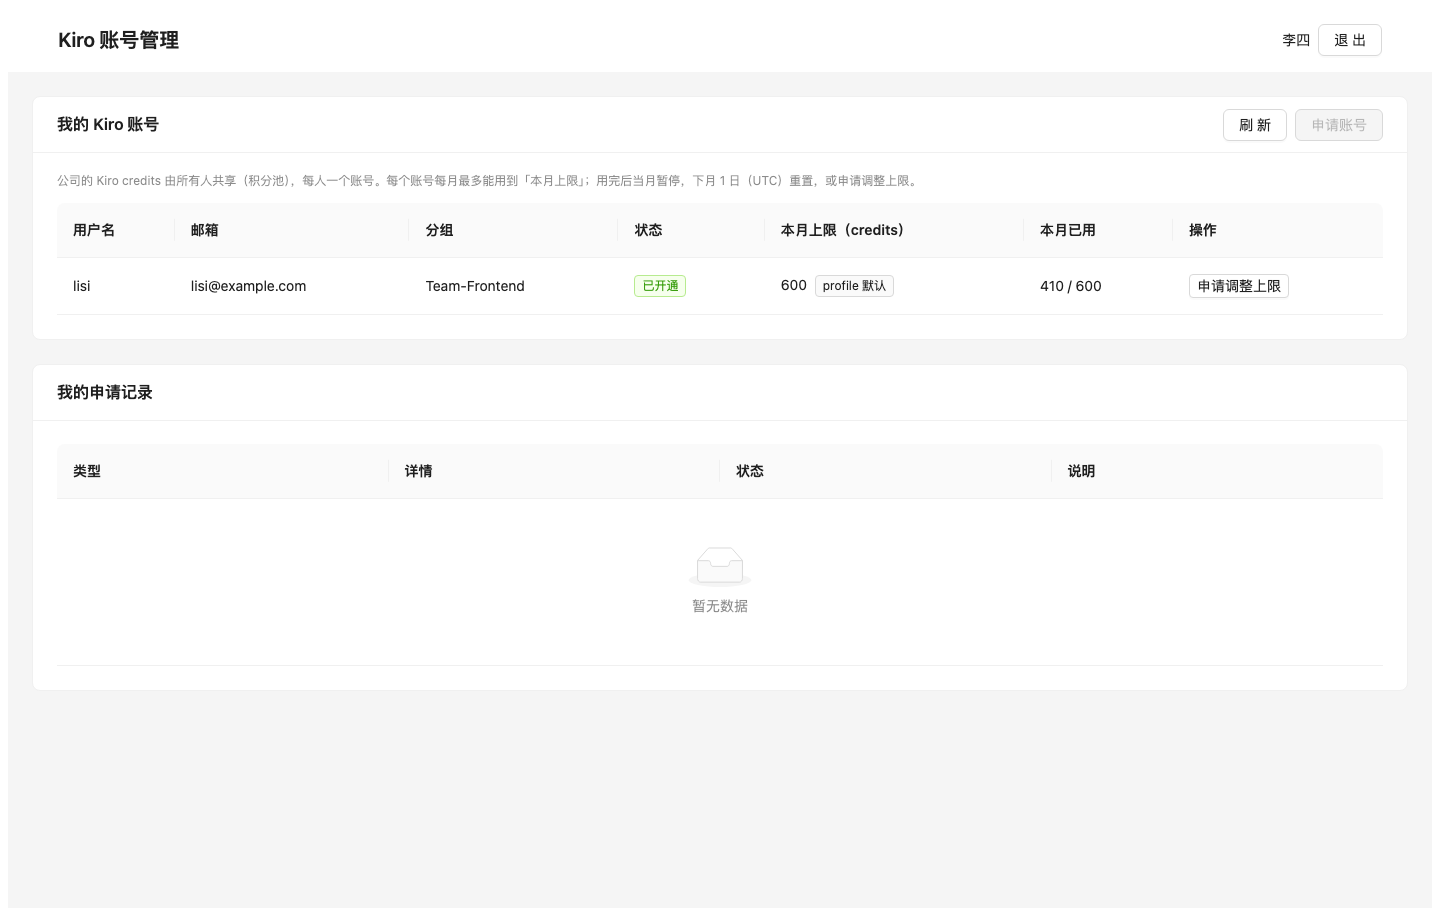 Kiro 账号管理
李四 退 出
我的 Kiro 账号
刷 新 申请账号
公司的 Kiro credits 由所有人共享（积分池），每人一个账号。每个账号每月最多能用到「本月上限」；用完后当月暂停，下月 1 日（UTC）重置，或申请调整上限。
用户名 邮箱 分组 状态 本月上限（credits） 本月已用 操作
lisi lisi@example.com Team-Frontend 已开通 600 profile 默认 410 / 600 申请调整上限
我的申请记录
类型 详情 状态 说明
暂无数据